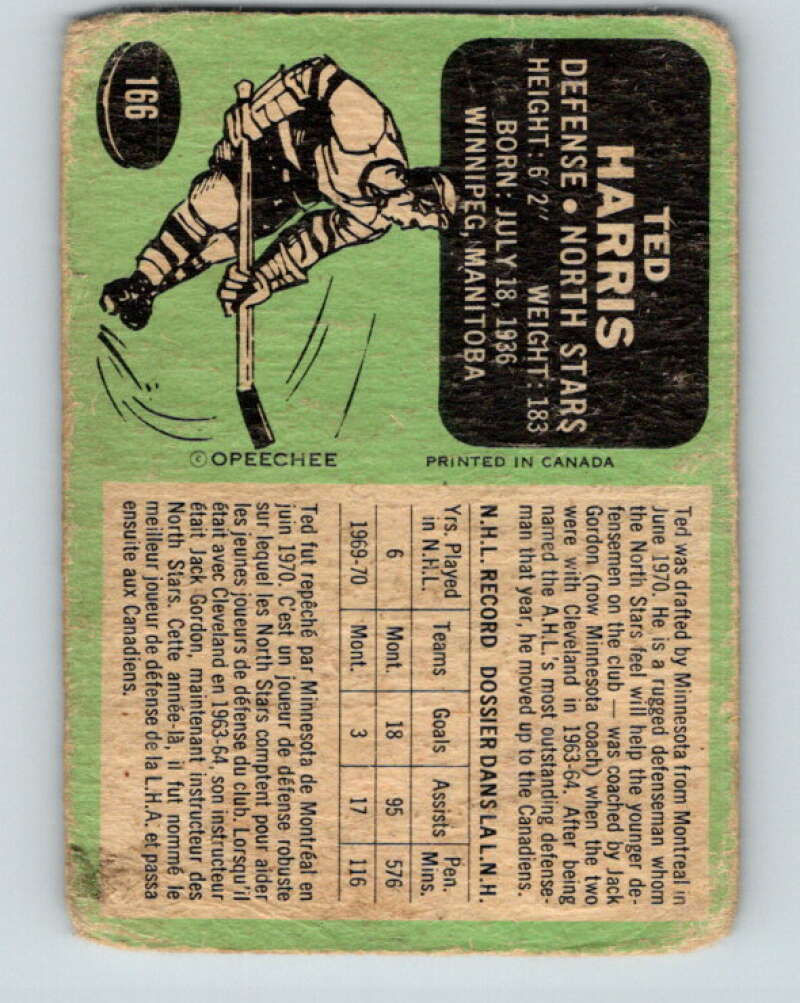 166
TED
HARRIS
DEFENSE • NORTH STARS
HEIGHT: 6' 2" WEIGHT: 183
BORN: JULY 18, 1936
WINNIPEG, MANITOBA
© OPEECHEE PRINTED IN CANADA
Ted was drafted by Minnesota from Montreal in
June 1970. He is a rugged defenseman whom
the North Stars feel will help the younger de-
fensemen on the club — was coached by Jack
Gordon (now Minnesota coach) when the two
were with Cleveland in 1963-64. After being
named the A.H.L.'s most outstanding defense-
man that year, he moved up to the Canadiens.
N.H.L. RECORD DOSSIER DANS LA L.N.H.
Yrs. Played in N.H.L. Teams Goals Assists Pen. Mins.
6 Mont. 18 95 576
1969-70 Mont. 3 17 116
Ted fut repêché par Minnesota de Montréal en
juin 1970. C'est un joueur de défense robuste
sur lequel les North Stars comptent pour aider
les jeunes joueurs de défense du club. Lorsqu'il
était avec Cleveland en 1963-64, son instructeur
était Jack Gordon, maintenant instructeur des
North Stars. Cette année-là, il fut nommé le
meilleur joueur de défense de la L.H.A. et passa
ensuite aux Canadiens.